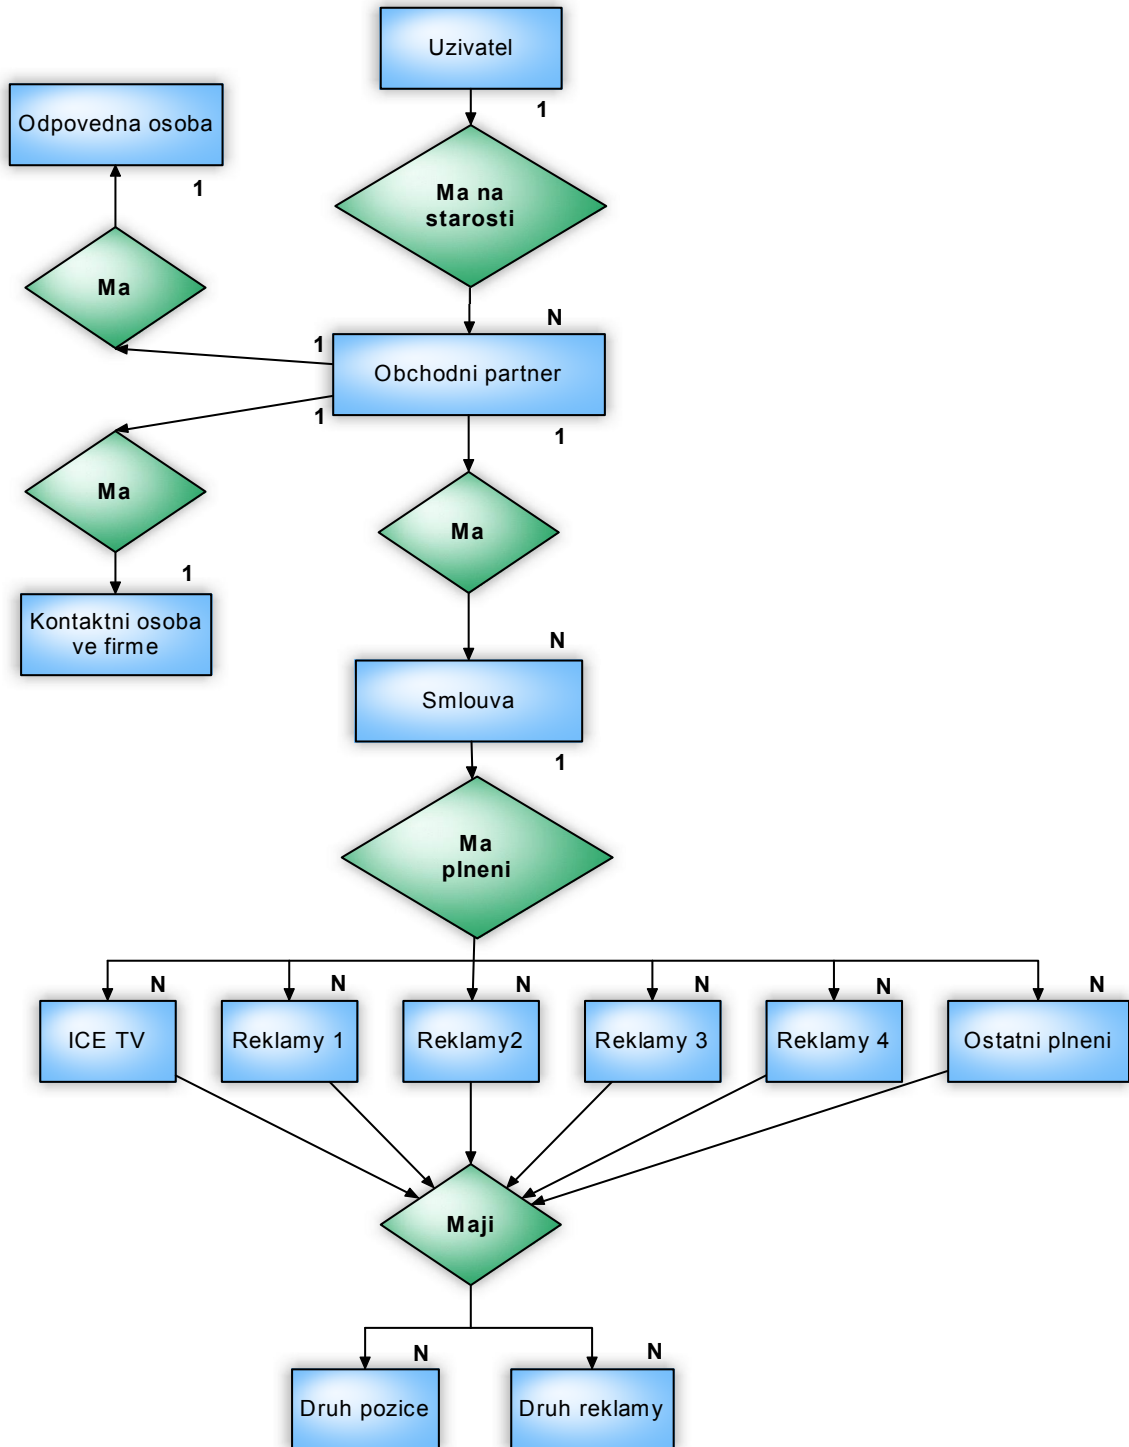 Uzivatel
1
Odpovedna osoba
1
Ma na
starosti
Ma
N
1
Obchodni partner
1
1
Ma
Ma
1
Kontaktni osoba
ve firme
N
Smlouva
1
Ma
plneni
N
N
N
N
N
N
ICE TV
Reklamy 1
Reklamy2
Reklamy 3
Reklamy 4
Ostatni plneni
Maji
N
N
Druh pozice
Druh reklamy